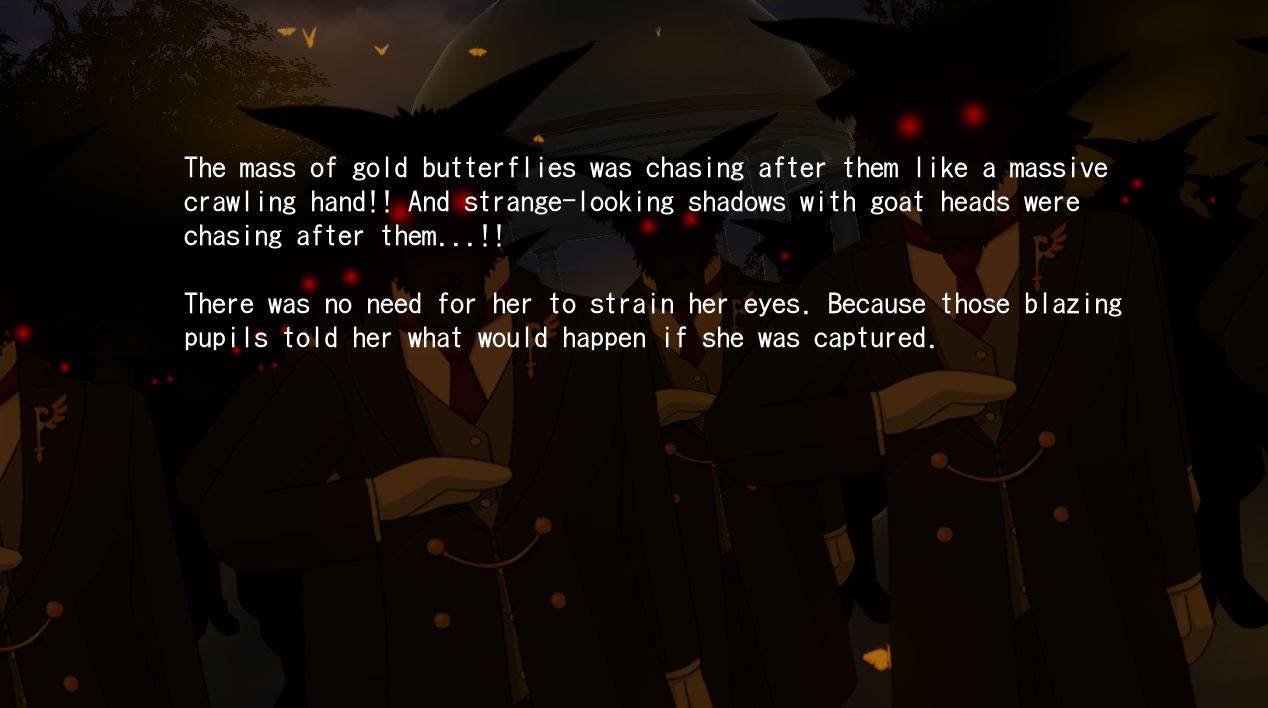 The mass of gold butterflies was chasing after them like a massive
crawling hand!! And strange-looking shadows with goat heads were
chasing after them...!!
There was no need for her to strain her eyes. Because those blazing
pupils told her what would happen if she was captured.